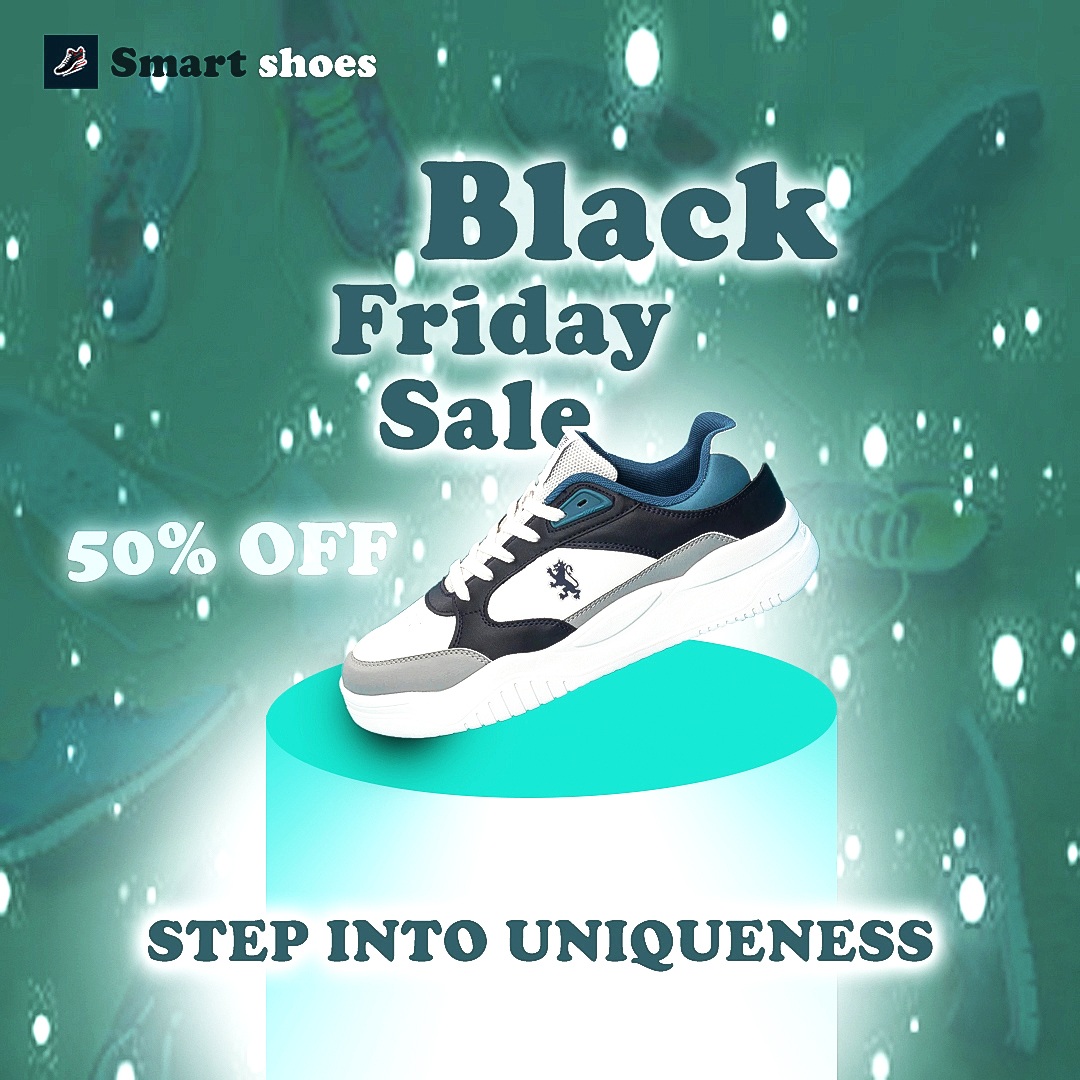 Smart shoes
Black
Friday
Sale
50% OFF
STEP INTO UNIQUENESS